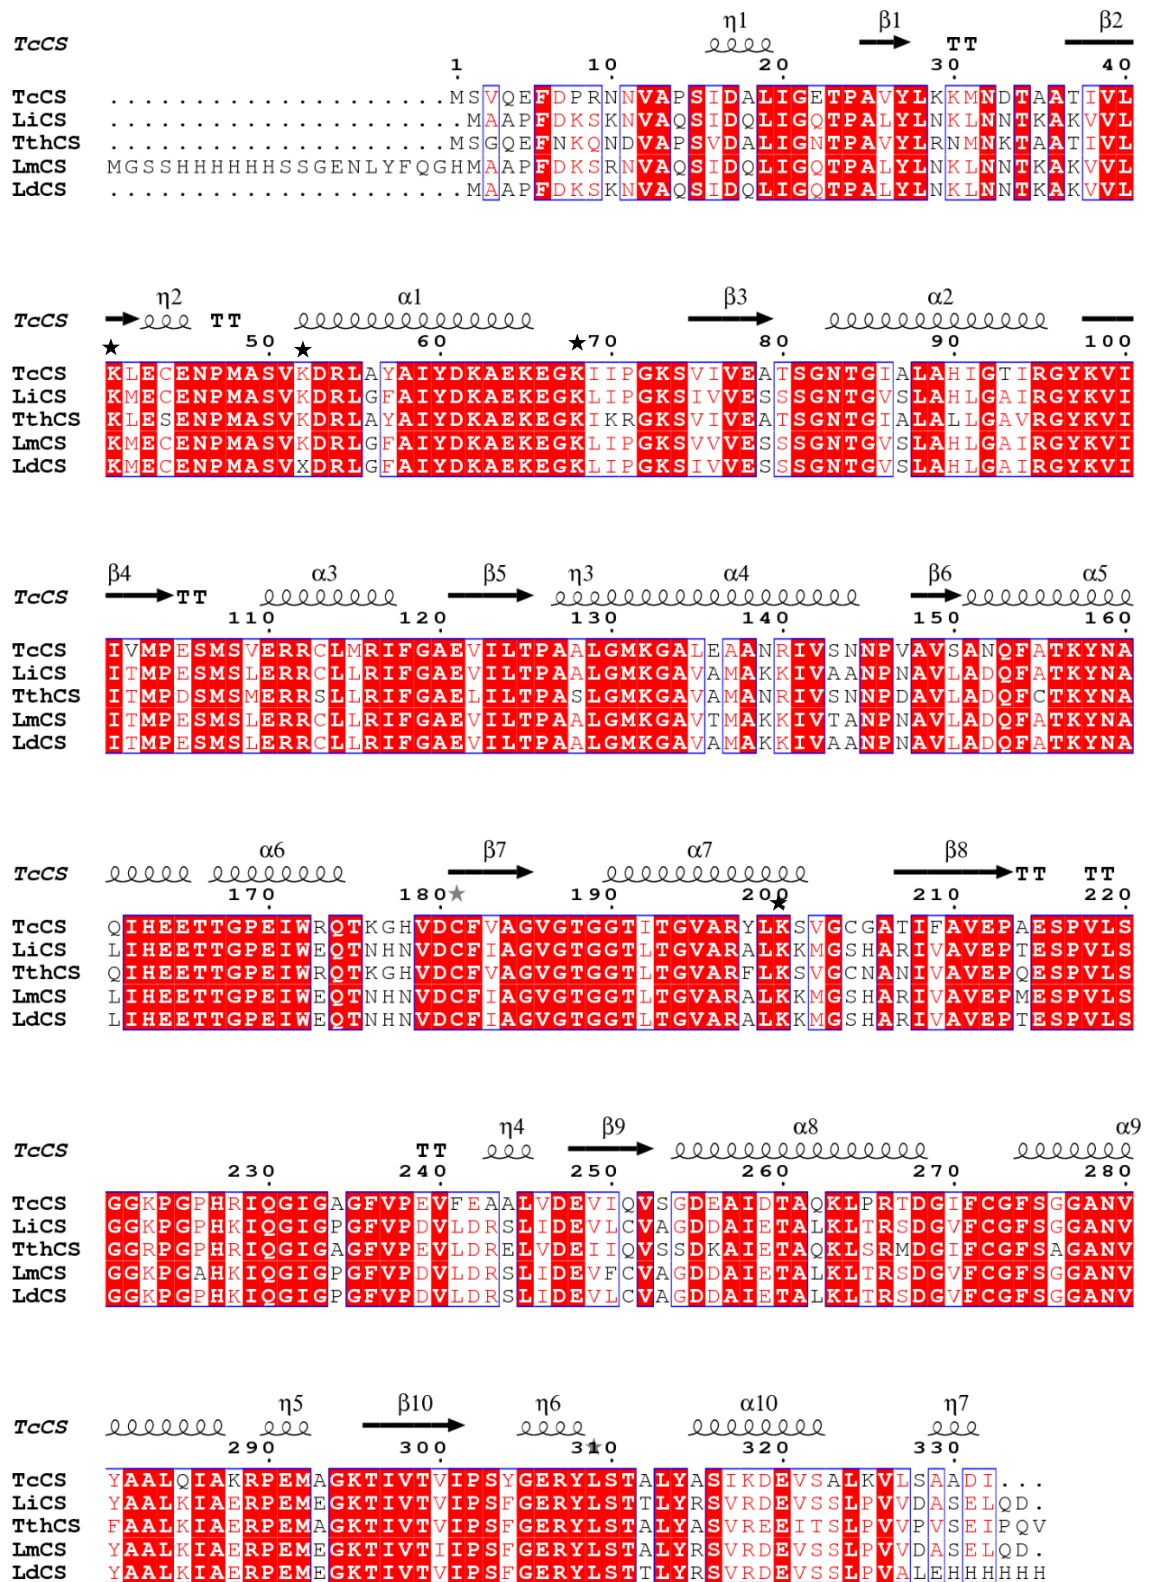 η1 β1 β2
TcCS TT
1 10 20 30 40
TcCS ....................MSVQEFDPRNNVAPSIDALIGETPAVYLKKMNDTAATIVL
LiCS .....................MAAPFDKSKNVAQSIDQLIGQTPALYLNKLNNTKAKVVL
TthCS ....................MSGQEFNKQNDVAPSVDALIGNTPAVYLRNMNKTAATIVL
LmCS MGSSHHHHHHSSGENLYFQGHMAAPFDKSRNVAQSIDQLIGQTPALYLNKLNNTKAKVVL
LdCS .....................MAAPFDKSKNVAQSIDQLIGQTPALYLNKLNNTKAKVVL
η2 α1 β3 α2
TcCS TT
50 60 70 80 90 100
TcCS KLECENPMASVKDRLAYAIYDKAEKEGKIIPGKSVIVEATSGNTGIALAHIGTIRGYKVI
LiCS KMECENPMASVKDRLGFAIYDKAEKEGKLIPGKSIVVESSSGNTGVSLAHLGAIRGYKVI
TthCS KLESENPMASVKDRLAYAIYDKAEKEGKIKRGKSVIVEATSGNTGIALALLGAVRGYKVI
LmCS KMECENPMASVKDRLGFAIYDKAEKEGKLIPGKSVVVESSSGNTGVSLAHLGAIRGYKVI
LdCS KMECENPMASVXDRLGFAIYDKAEKEGKLIPGKSIVVESSSGNTGVSLAHLGAIRGYKVI
β4 α3 β5 η3 α4 β6 α5
TcCS TT
110 120 130 140 150 160
TcCS IVMPESMSVERRCLMRIFGAEVILTPAALGMKGALEAANRIVSNNPVAVSANQFATKYNA
LiCS ITMPESMSLERRCLLRIFGAEVILTPAALGMKGAVAMAKKIVAANPNAVLADQFATKYNA
TthCS ITMPDSMSMERRSLLRIFGAELILTPASLGMKGAVAMANRIVSNNPDAVLADQFCTKYNA
LmCS ITMPESMSLERRCLLRIFGAEVILTPAALGMKGAVTMAKKIVTANPNAVLADQFATKYNA
LdCS ITMPESMSLERRCLLRIFGAEVILTPAALGMKGAVAMAKKIVAANPNAVLADQFATKYNA
α6 β7 α7 β8
TcCS TT TT
170 180 190 200 210 220
TcCS QIHEETTGPEIWRQTKGHVDCFVAGVGTGGTITGVARYLKSVGCGATIFAVEPAESPVLS
LiCS LIHEETTGPEIWEQTNHNVDCFIAGVGTGGTLTGVARALKKMGSHARIVAVEPTESPVLS
TthCS QIHEETTGPEIWRQTKGHVDCFVAGVGTGGTLTGVARFLKSVGCNANIVAVEPQESPVLS
LmCS LIHEETTGPEIWEQTNHNVDCFIAGVGTGGTLTGVARALKKMGSHARIVAVEPMESPVLS
LdCS LIHEETTGPEIWEQTNHNVDCFIAGVGTGGTLTGVARALKKMGSHARIVAVEPTESPVLS
η4 β9 α8 α9
TcCS TT
230 240 250 260 270 280
TcCS GGKPGPHRIQGIGAGFVPEVFEAALVDEVIQVSGDEAIDTAQKLPRTDGIFCGFSGGANV
LiCS GGKPGPHKIQGIGPGFVPDVLDRSLIDEVLCVAGDDAIETALKLTRSDGVFCGFSGGANV
TthCS GGRPGPHRIQGIGAGFVPEVLDRELVDEIIQVSSDKAIETAQKLSRMDGIFCGFSAGANV
LmCS GGKPGAHKIQGIGPGFVPDVLDRSLIDEVFCVAGDDAIETALKLTRSDGVFCGFSGGANV
LdCS GGKPGPHKIQGIGPGFVPDVLDRSLIDEVLCVAGDDAIETALKLTRSDGVFCGFSGGANV
η5 β10 η6 α10 η7
TcCS
290 300 310 320 330
TcCS YAALQIAKRPEMAGKTIVTVIPSYGERYLSTALYASIKDEVSALKVLSAADI...
LiCS YAALKIAERPEMEGKTIVTVIPSFGERYLSTTLYRSVRDEVSSLPVVDASELQD.
TthCS FAALKIAERPEMAGKTIVTVIPSFGERYLSTALYASVREEITSLPVVPVSEIPQV
LmCS YAALKIAERPEMEGKTIVTIIPSFGERYLSTALYRSVRDEVSSLPVVDASELQD.
LdCS YAALKIAERPEMEGKTIVTVIPSFGERYLSTTLYRSVRDEVSSLPVALEHHHHHH